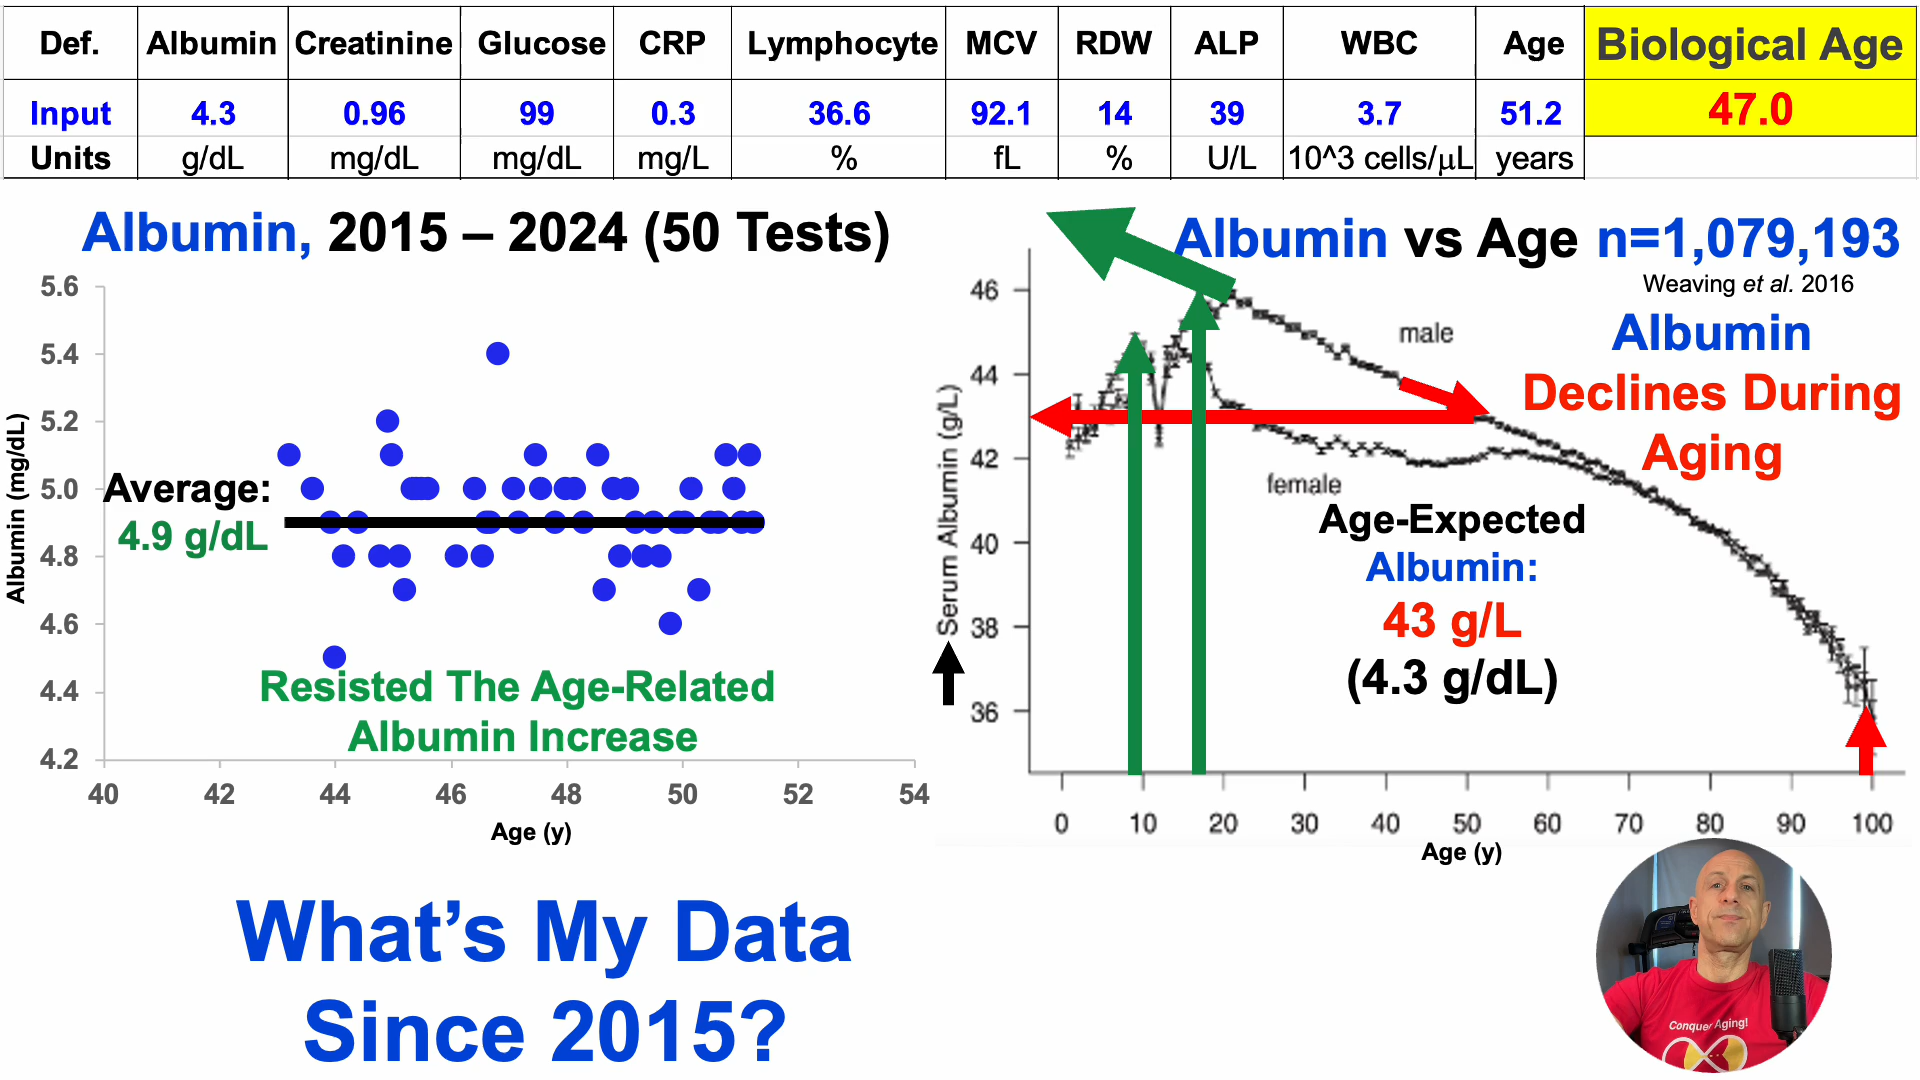 Def. Albumin Creatinine Glucose CRP Lymphocyte MCV RDW ALP WBC Age Biological Age
Input 4.3 0.96 99 0.3 36.6 92.1 14 39 3.7 51.2 47.0
Units g/dL mg/dL mg/dL mg/L % fL % U/L 10^3 cells/μL years
Albumin, 2015 – 2024 (50 Tests)
5.6
5.4
5.2
5.0
4.8
4.6
4.4
4.2
Albumin (mg/dL)
Average:
4.9 g/dL
Resisted The Age-Related
Albumin Increase
40 42 44 46 48 50 52 54
Age (y)
Albumin vs Age n=1,079,193
Weaving et al. 2016
Albumin
Declines During
Aging
46
44
42
40
38
36
Serum Albumin (g/L)
male
female
Age-Expected
Albumin:
43 g/L
(4.3 g/dL)
0 10 20 30 40 50 60 70 80 90 100
Age (y)
What's My Data
Since 2015?
Conquer Aging!